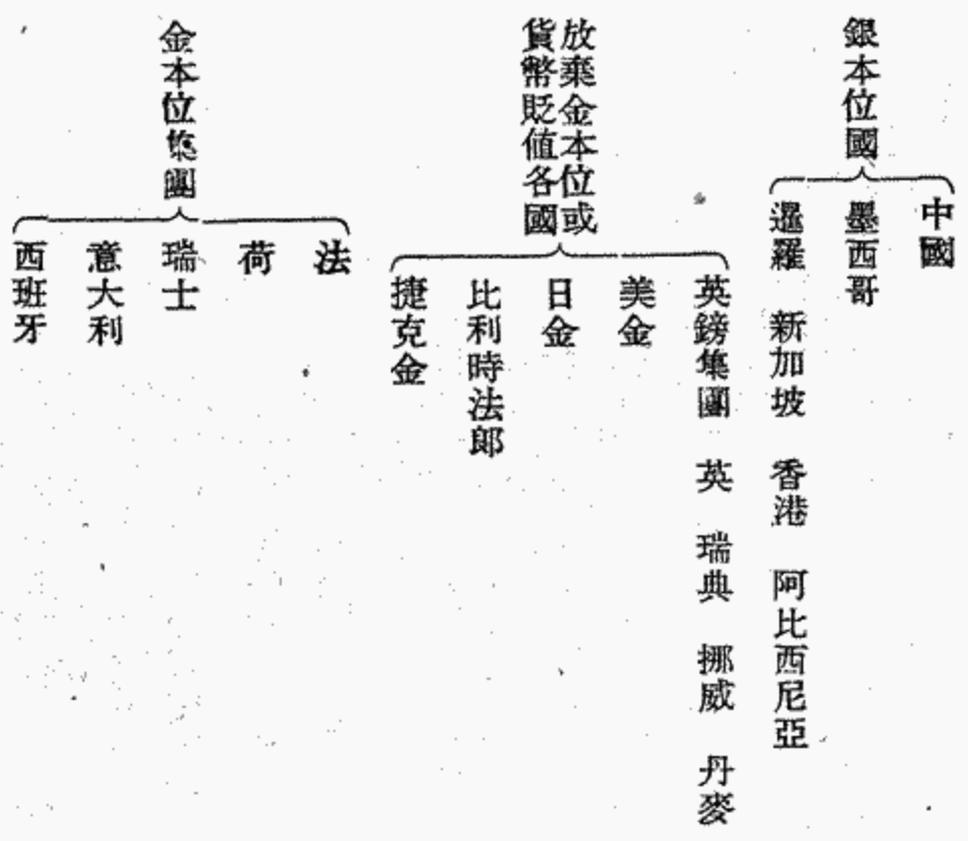 銀本位國
中國
墨西哥
暹羅 新加坡 香港 阿比西尼亞
放棄金本位或
貨幣貶値各國
英鎊集團 英 瑞典 挪威 丹麥
美金
日金
比利時法郞
捷克金
金本位集團
法
荷
瑞士
意大利
西班牙